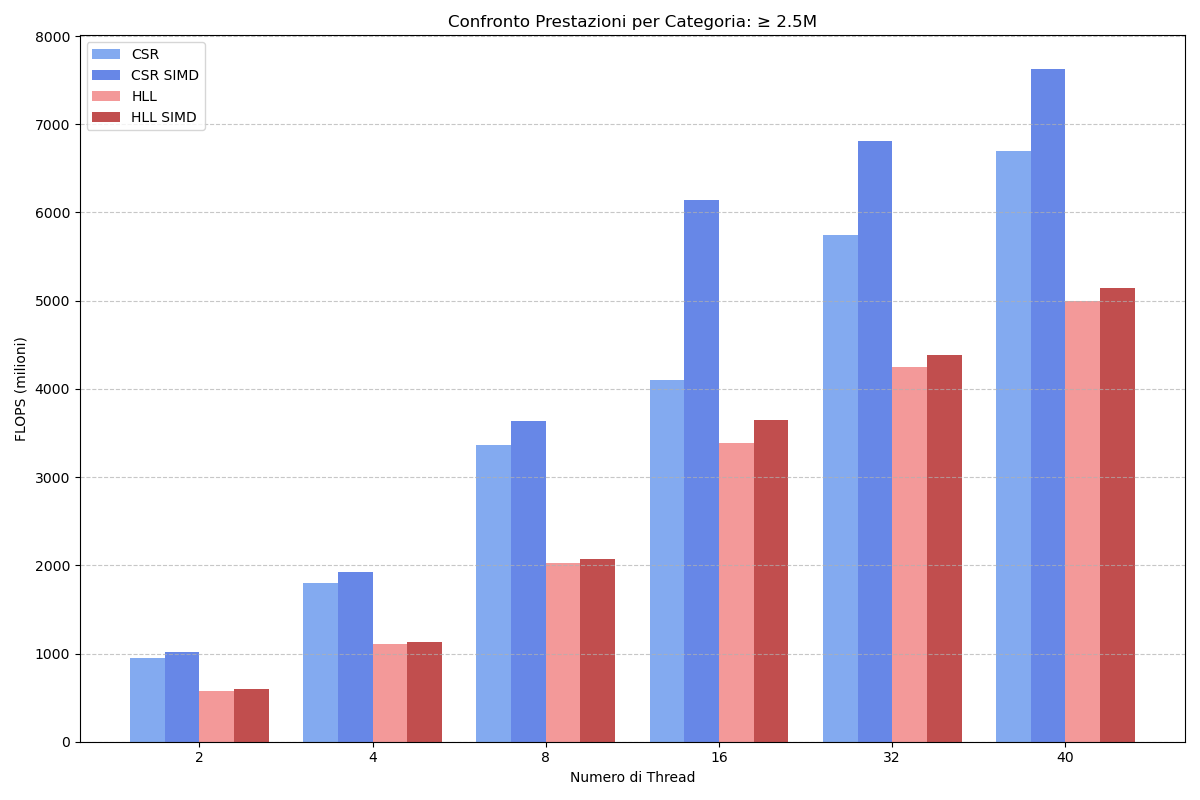 Confronto Prestazioni per Categoria: ≥ 2.5M
CSR
CSR SIMD
HLL
HLL SIMD
FLOPS (milioni)
8000
7000
6000
5000
4000
3000
2000
1000
0
2 4 8 16 32 40
Numero di Thread